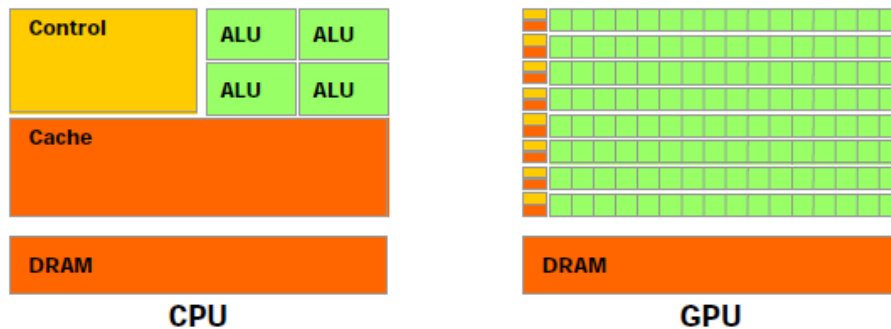 Control
ALU ALU
ALU ALU
Cache
DRAM
CPU
DRAM
GPU